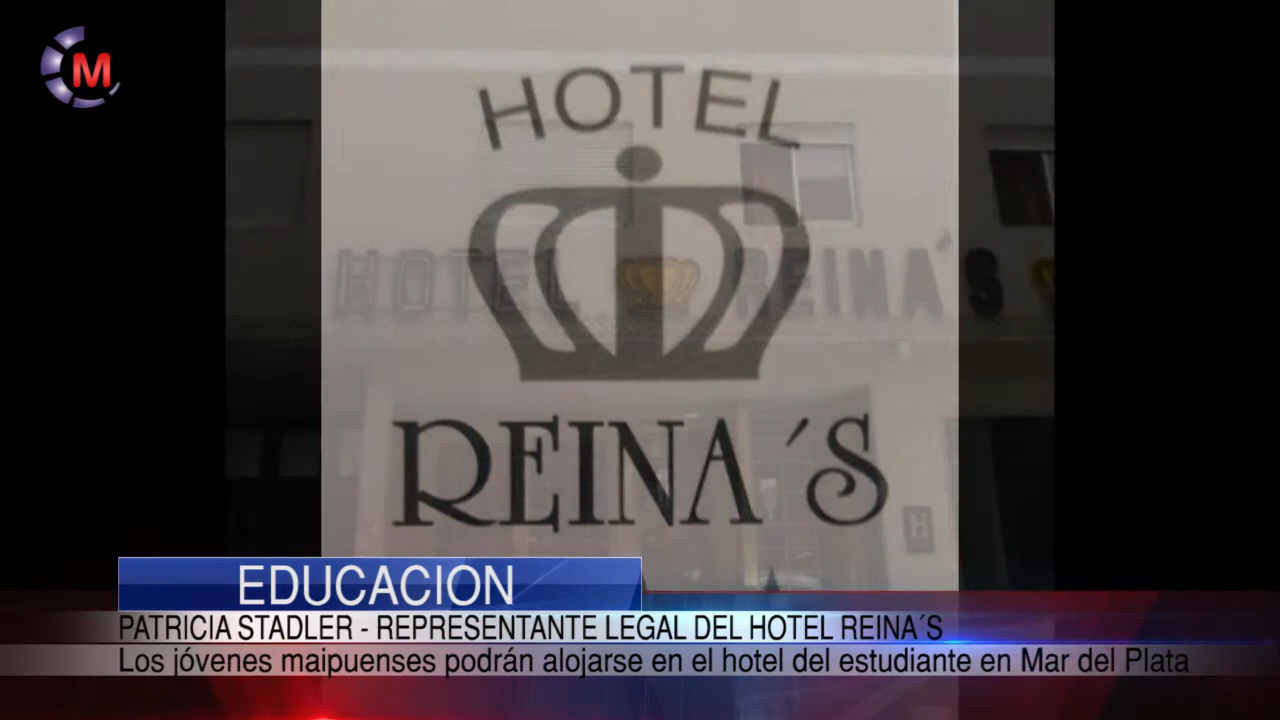 M
HOTEL
HOTEL REINA´S
REINA´S
H
EDUCACION
PATRICIA STADLER - REPRESENTANTE LEGAL DEL HOTEL REINA´S
Los jóvenes maipuenses podrán alojarse en el hotel del estudiante en Mar del Plata